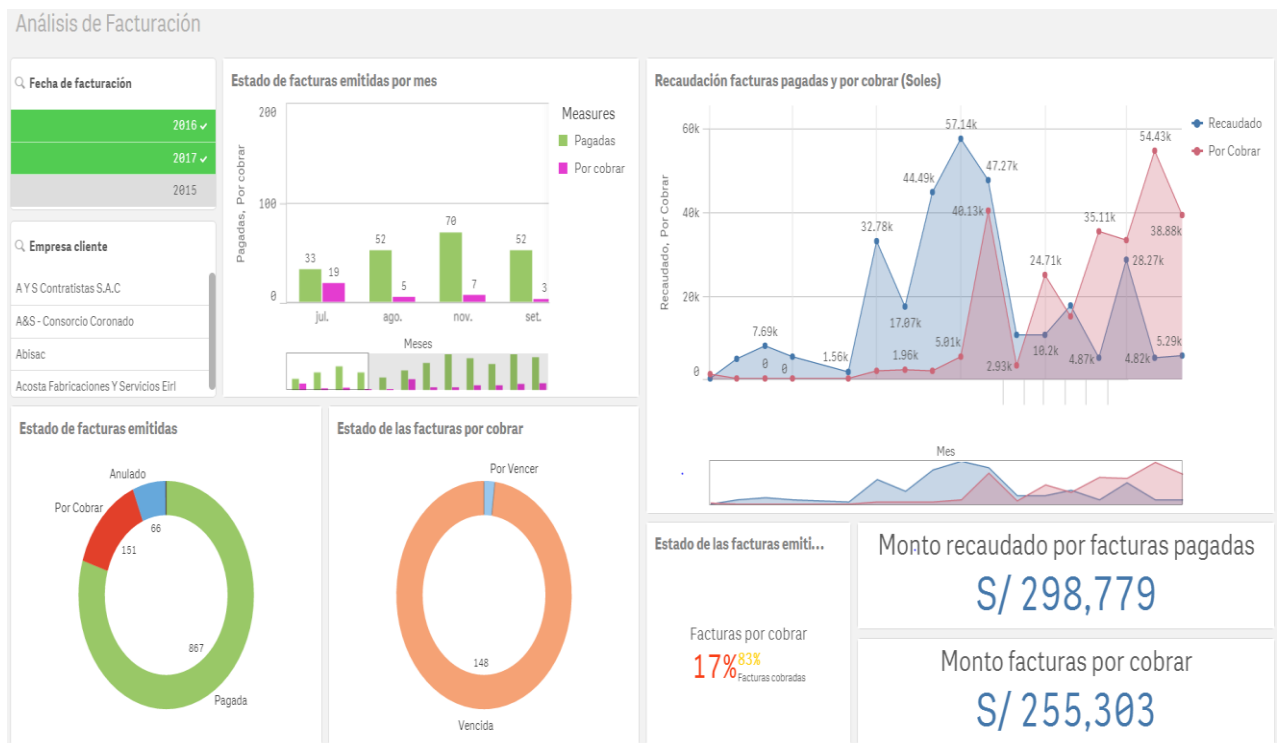 Análisis de Facturación
Fecha de facturación
2016
2017
2015
Empresa cliente
A Y S Contratistas S.A.C
A&S - Consorcio Coronado
Abisac
Acosta Fabricaciones Y Servicios Eirl
Estado de facturas emitidas por mes
Pagadas, Por cobrar
200
100
0
33
19
52
5
70
7
52
3
jul.
ago.
nov.
set.
Meses
Measures
Pagadas
Por cobrar
Recaudación facturas pagadas y por cobrar (Soles)
Recaudado, Por Cobrar
60k
40k
20k
0
7.69k
0
0
1.56k
32.78k
17.07k
1.96k
44.49k
5.01k
57.14k
47.27k
40.13k
2.93k
24.71k
10.2k
4.87k
35.11k
28.27k
4.82k
54.43k
38.88k
5.29k
Mes
Recaudado
Por Cobrar
Estado de facturas emitidas
Anulado
66
Por Cobrar
151
867
Pagada
Estado de las facturas por cobrar
Por Vencer
148
Vencida
Estado de las facturas emiti...
Facturas por cobrar
17%
83%
Facturas cobradas
Monto recaudado por facturas pagadas
S/ 298,779
Monto facturas por cobrar
S/ 255,303